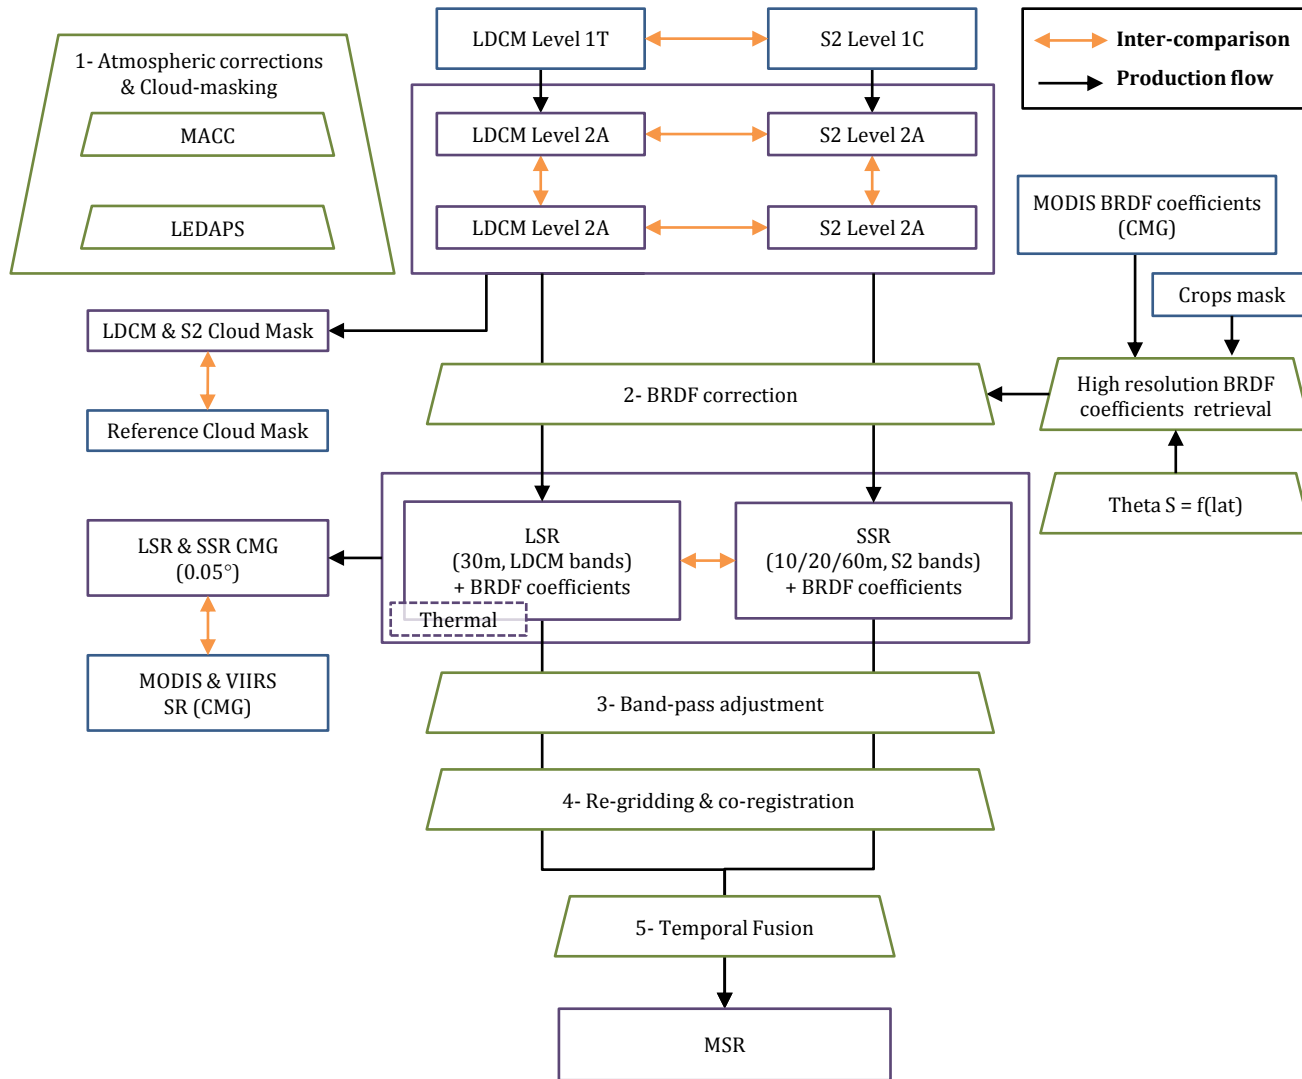 LDCM Level 1T
S2 Level 1C
Inter-comparison
Production flow
1- Atmospheric corrections
& Cloud-masking
MACC
LEDAPS
LDCM Level 2A
S2 Level 2A
LDCM Level 2A
S2 Level 2A
MODIS BRDF coefficients
(CMG)
Crops mask
LDCM & S2 Cloud Mask
Reference Cloud Mask
2- BRDF correction
High resolution BRDF
coefficients retrieval
Theta S = f(lat)
LSR & SSR CMG
(0.05°)
LSR
(30m, LDCM bands)
+ BRDF coefficients
Thermal
SSR
(10/20/60m, S2 bands)
+ BRDF coefficients
MODIS & VIIRS
SR (CMG)
3- Band-pass adjustment
4- Re-gridding & co-registration
5- Temporal Fusion
MSR